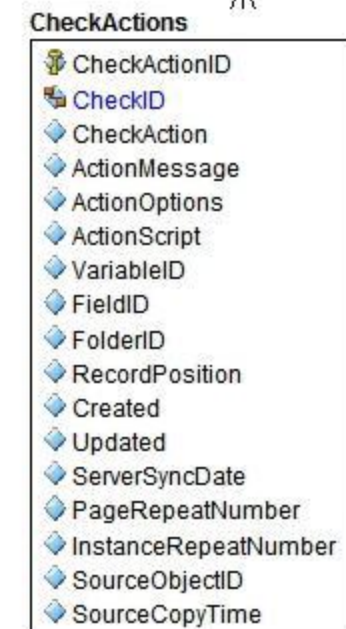 CheckActions
CheckActionID
CheckID
CheckAction
ActionMessage
ActionOptions
ActionScript
VariableID
FieldID
FolderID
RecordPosition
Created
Updated
ServerSyncDate
PageRepeatNumber
InstanceRepeatNumber
SourceObjectID
SourceCopyTime